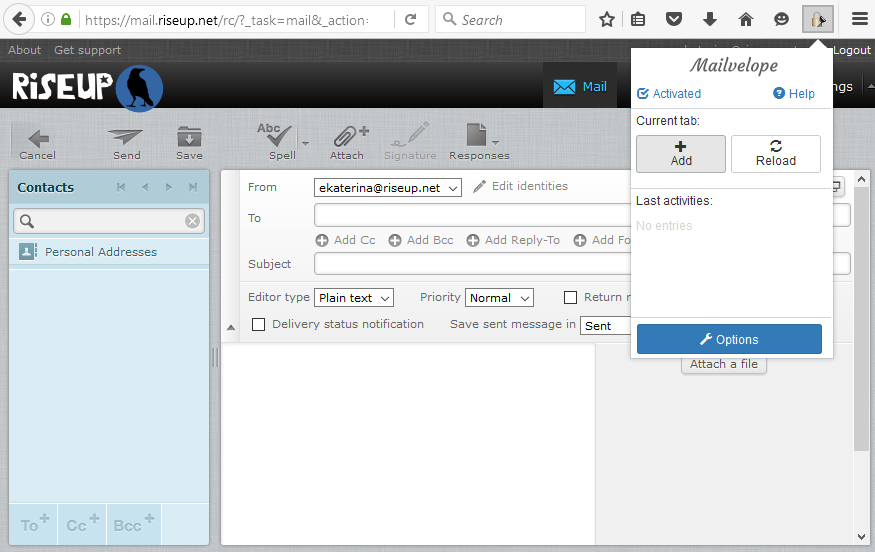 https://mail.riseup.net/rc/?_task=mail&_action=
Search
About Get support
Logout
RiSEUP
Mail
ngs
Mailvelope
Activated Help
Current tab:
Add Reload
Last activities:
No entries
Options
Cancel Send Save Spell Attach Signature Responses
Abc
Contacts
Personal Addresses
To Cc Bcc
From ekaterina@riseup.net Edit identities
To
Add Cc Add Bcc Add Reply-To Add Fo
Subject
Editor type Plain text Priority Normal Return r
Delivery status notification Save sent message in Sent
Attach a file